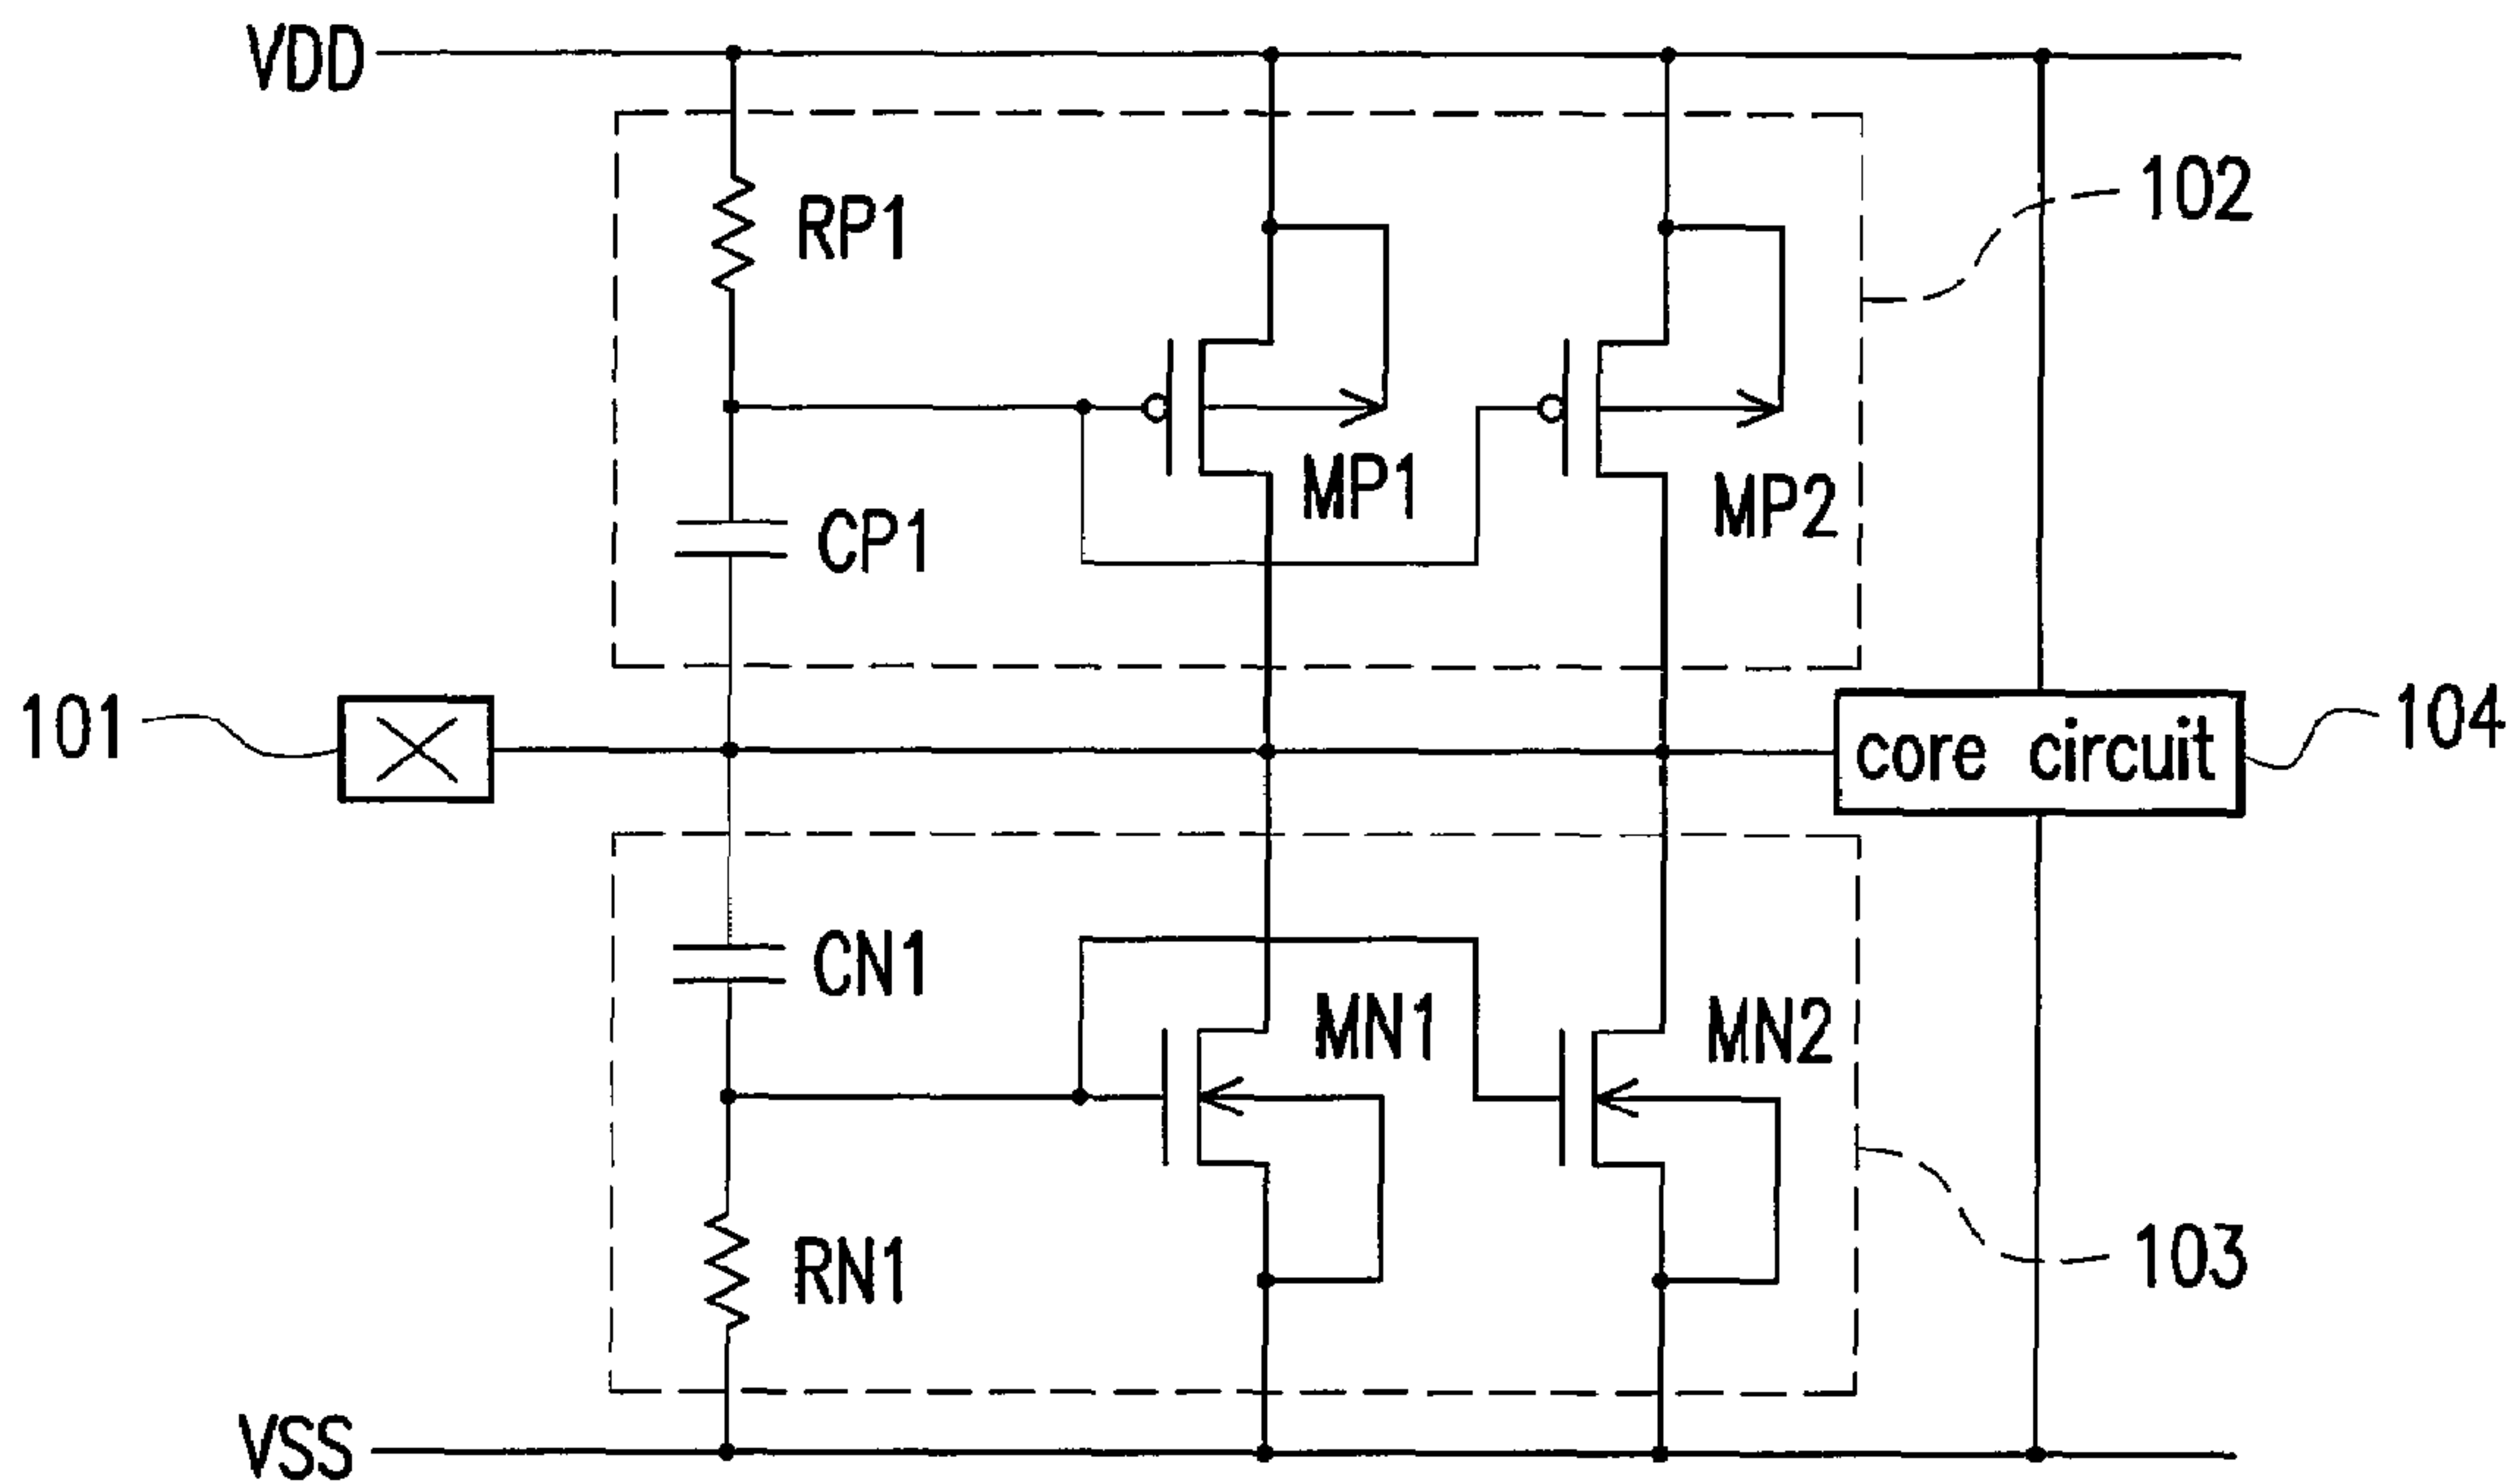 VDD
102
RP1
MP1
MP2
CP1
101
core circuit
104
CN1
MN1
MN2
RN1
103
VSS